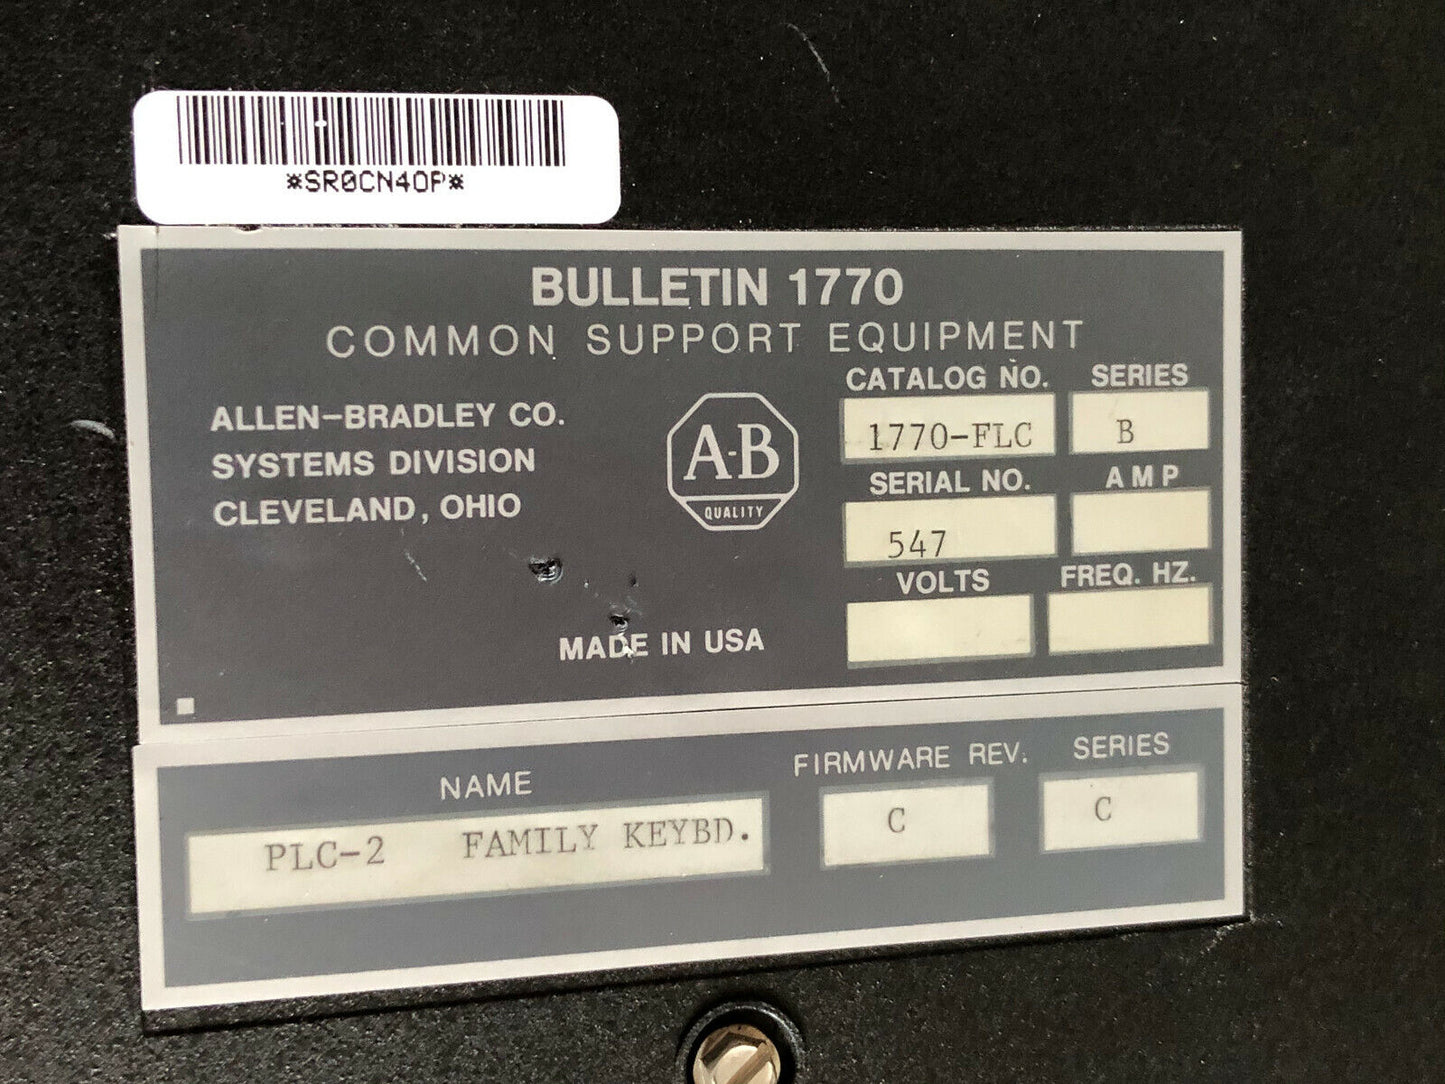 *SR0CN40P*
BULLETIN 1770
COMMON SUPPORT EQUIPMENT
ALLEN-BRADLEY CO.
SYSTEMS DIVISION
CLEVELAND, OHIO
A-B
QUALITY
MADE IN USA
CATALOG NO. SERIES
1770-FLC B
SERIAL NO. AMP
547
VOLTS FREQ. HZ.
NAME FIRMWARE REV. SERIES
PLC-2 FAMILY KEYBD. C C